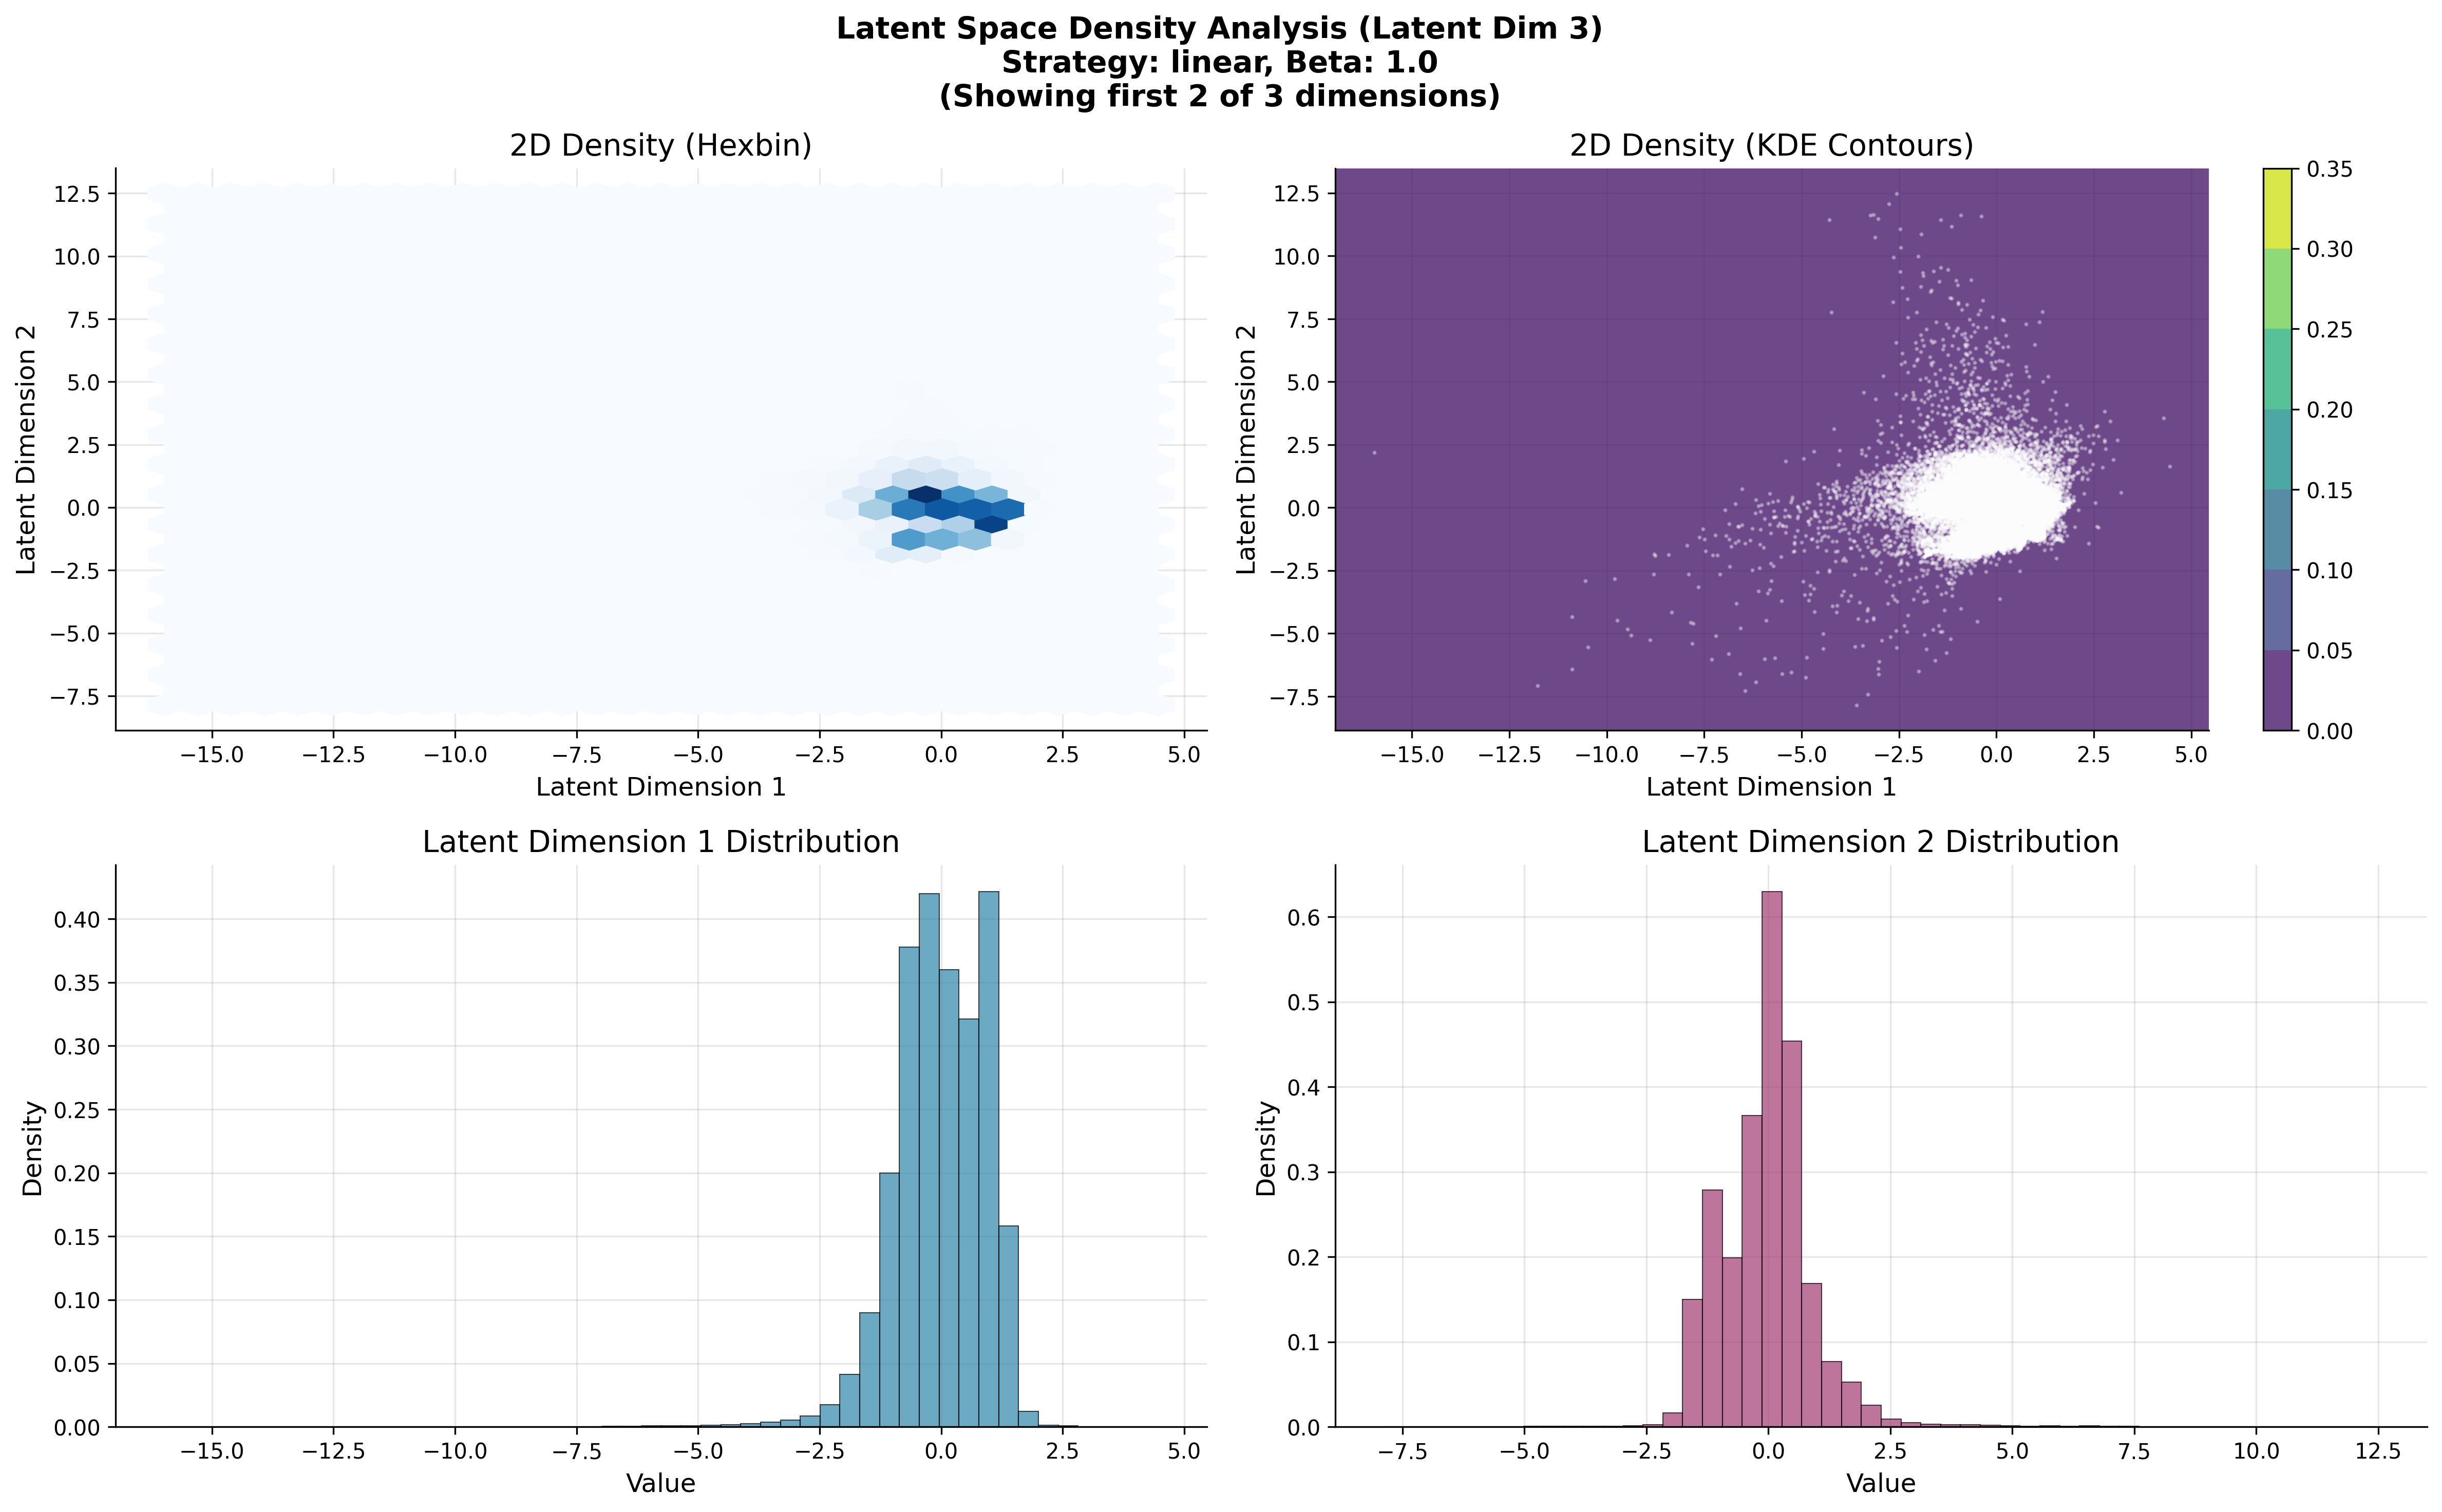 Latent Space Density Analysis (Latent Dim 3)
Strategy: linear, Beta: 1.0
(Showing first 2 of 3 dimensions)
2D Density (Hexbin)
12.5
10.0
7.5
5.0
2.5
0.0
−2.5
−5.0
−7.5
Latent Dimension 2
−15.0 −12.5 −10.0 −7.5 −5.0 −2.5 0.0 2.5 5.0
Latent Dimension 1
2D Density (KDE Contours)
12.5
10.0
7.5
5.0
2.5
0.0
−2.5
−5.0
−7.5
Latent Dimension 2
−15.0 −12.5 −10.0 −7.5 −5.0 −2.5 0.0 2.5 5.0
Latent Dimension 1
0.35
0.30
0.25
0.20
0.15
0.10
0.05
0.00
Latent Dimension 1 Distribution
0.40
0.35
0.30
0.25
0.20
0.15
0.10
0.05
0.00
Density
−15.0 −12.5 −10.0 −7.5 −5.0 −2.5 0.0 2.5 5.0
Value
Latent Dimension 2 Distribution
0.6
0.5
0.4
0.3
0.2
0.1
0.0
Density
−7.5 −5.0 −2.5 0.0 2.5 5.0 7.5 10.0 12.5
Value